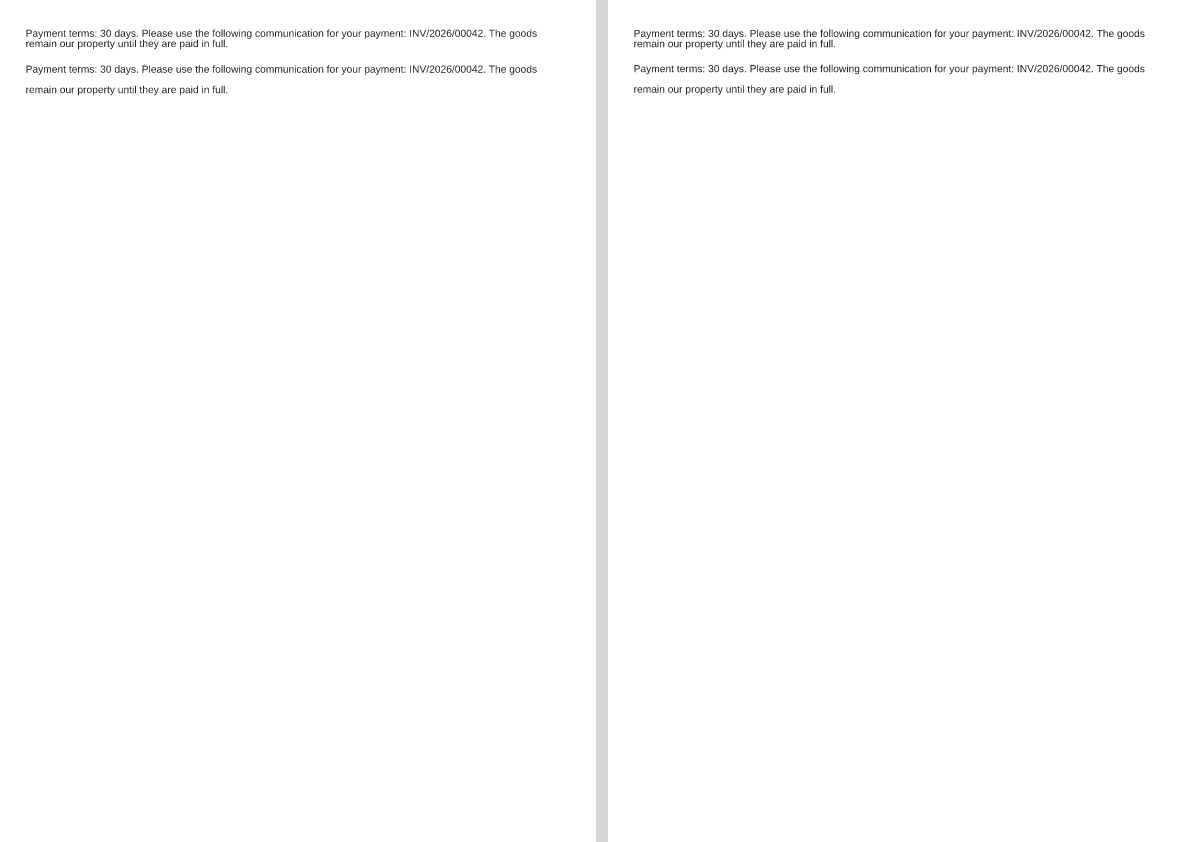 Payment terms: 30 days. Please use the following communication for your payment: INV/2026/00042. The goods
remain our property until they are paid in full.
Payment terms: 30 days. Please use the following communication for your payment: INV/2026/00042. The goods
remain our property until they are paid in full.
Payment terms: 30 days. Please use the following communication for your payment: INV/2026/00042. The goods
remain our property until they are paid in full.
Payment terms: 30 days. Please use the following communication for your payment: INV/2026/00042. The goods
remain our property until they are paid in full.